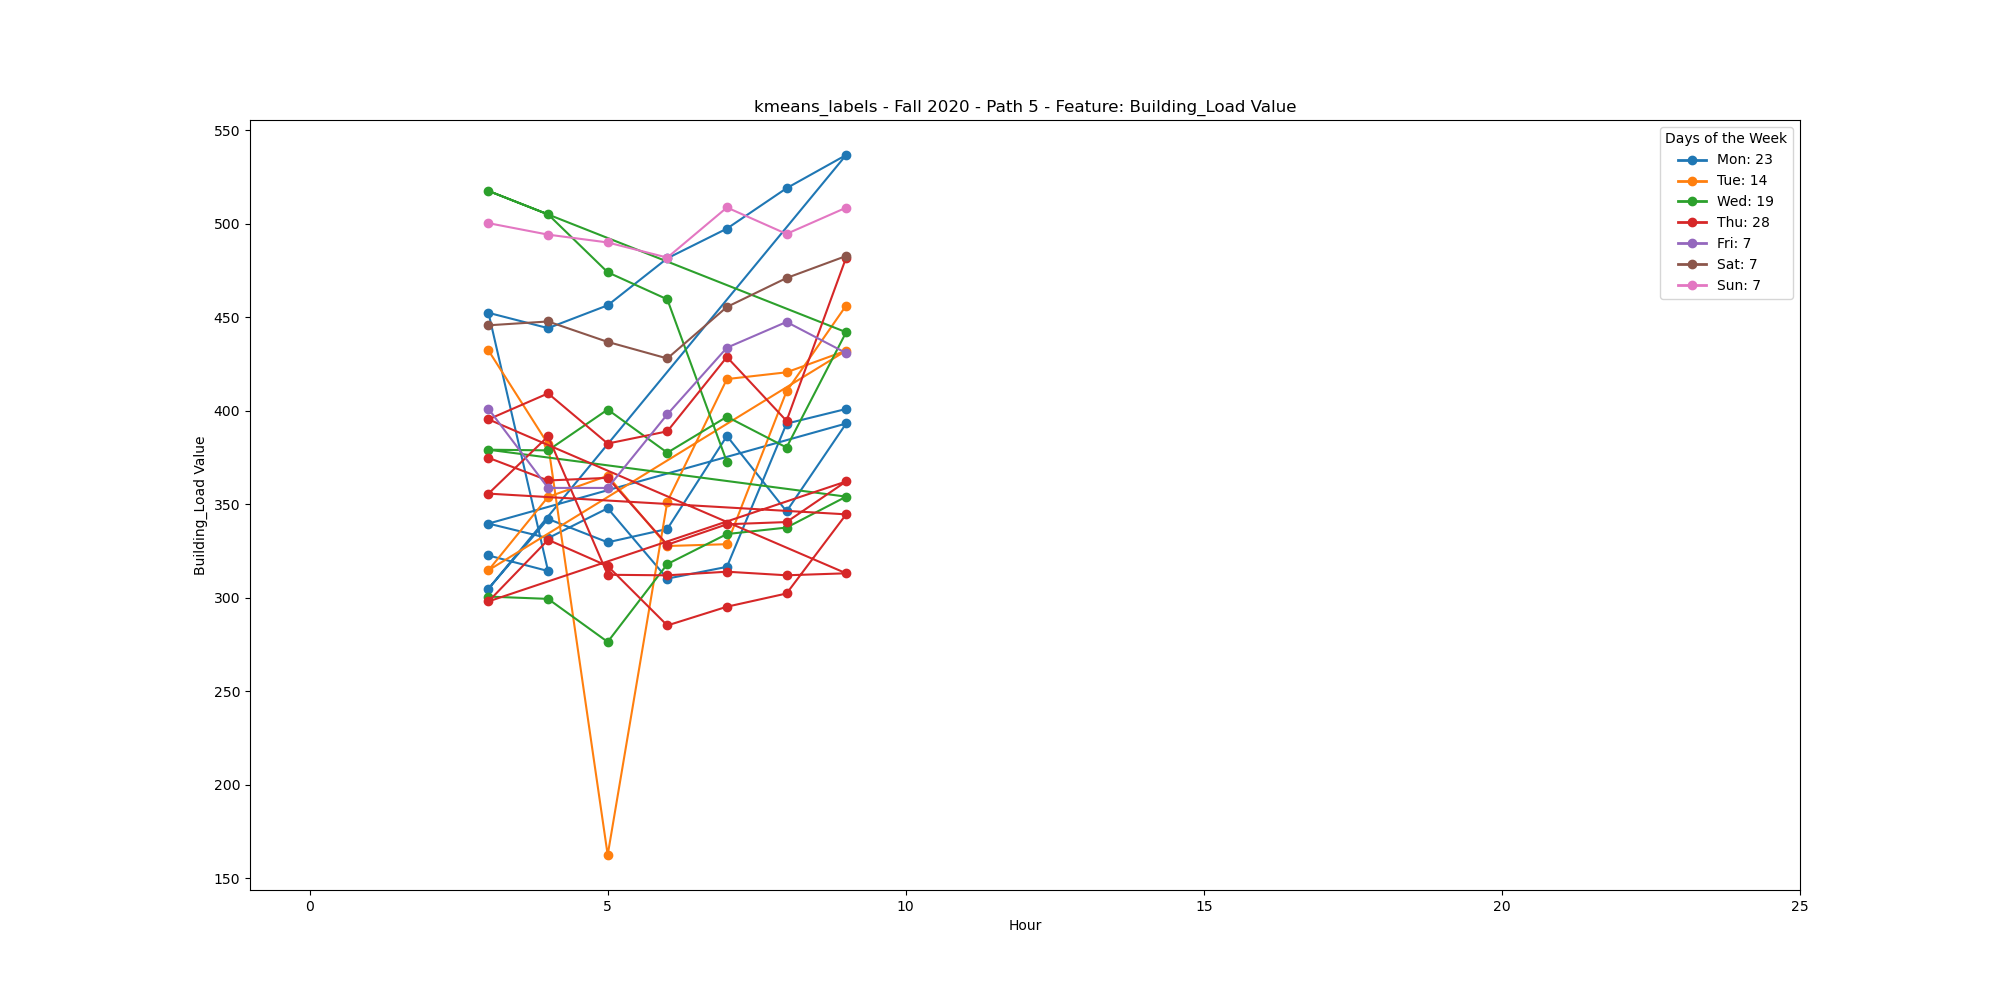 kmeans_labels - Fall 2020 - Path 5 - Feature: Building_Load Value
Days of the Week
Mon: 23
Tue: 14
Wed: 19
Thu: 28
Fri: 7
Sat: 7
Sun: 7
Building_Load Value
550
500
450
400
350
300
250
200
150
0
5
10
15
20
25
Hour